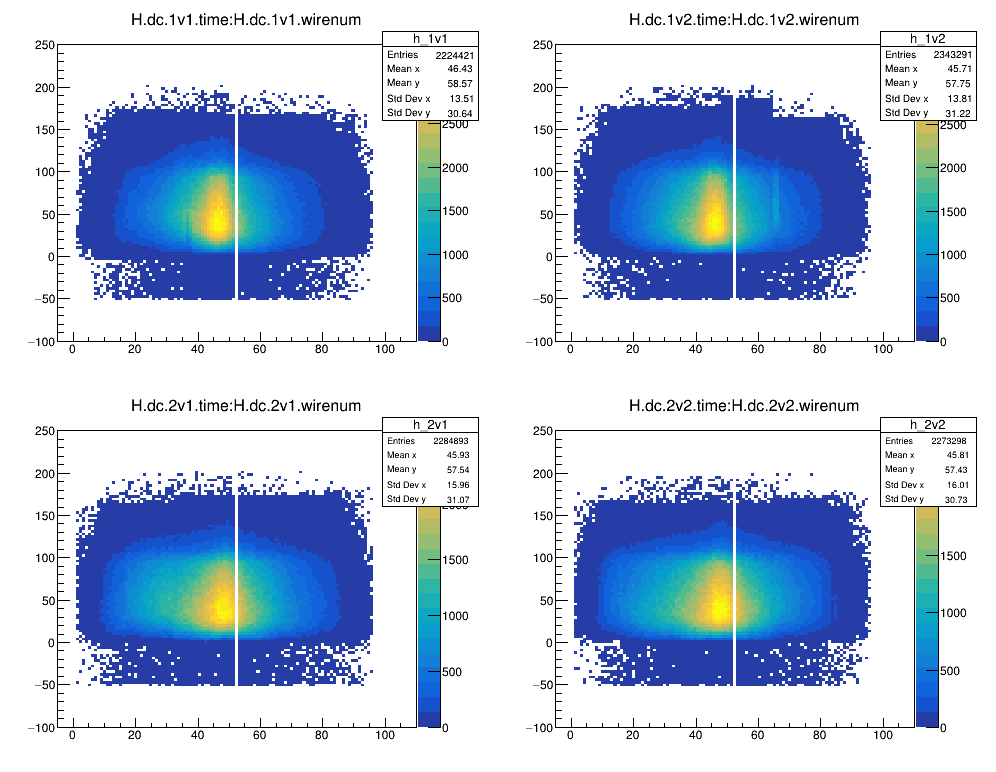 H.dc.1v1.time:H.dc.1v1.wirenum
h_1v1
Entries 2224421
Mean x 46.43
Mean y 58.57
Std Dev x 13.51
Std Dev y 30.64
250
200
150
100
50
0
−50
−100
0 20 40 60 80 100
2500
2000
1500
1000
500
0
H.dc.1v2.time:H.dc.1v2.wirenum
h_1v2
Entries 2343291
Mean x 45.71
Mean y 57.75
Std Dev x 13.81
Std Dev y 31.22
250
200
150
100
50
0
−50
−100
0 20 40 60 80 100
2500
2000
1500
1000
500
0
H.dc.2v1.time:H.dc.2v1.wirenum
h_2v1
Entries 2284893
Mean x 45.93
Mean y 57.54
Std Dev x 15.96
Std Dev y 31.07
250
200
150
100
50
0
−50
−100
0 20 40 60 80 100
2000
1500
1000
500
0
H.dc.2v2.time:H.dc.2v2.wirenum
h_2v2
Entries 2273298
Mean x 45.81
Mean y 57.43
Std Dev x 16.01
Std Dev y 30.73
250
200
150
100
50
0
−50
−100
0 20 40 60 80 100
1500
1000
500
0